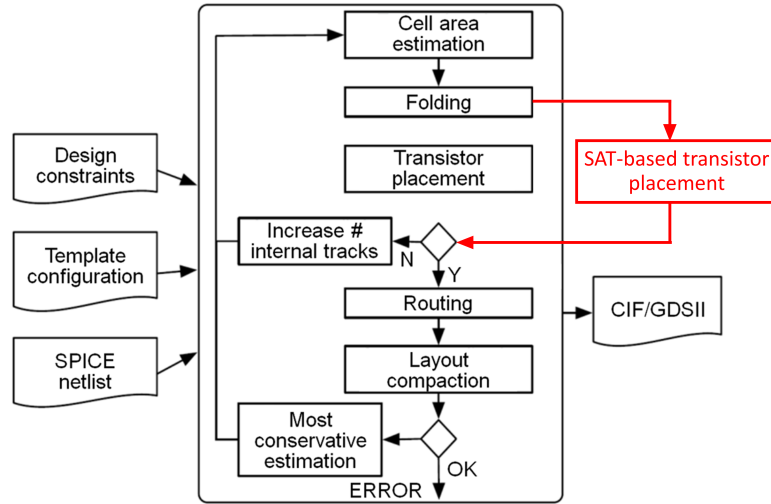 Cell area
estimation
Folding
Design
constraints
Transistor
placement
SAT-based transistor
placement
Increase #
internal tracks
N
Y
Template
configuration
Routing
CIF/GDSII
SPICE
netlist
Layout
compaction
Most
conservative
estimation
OK
ERROR